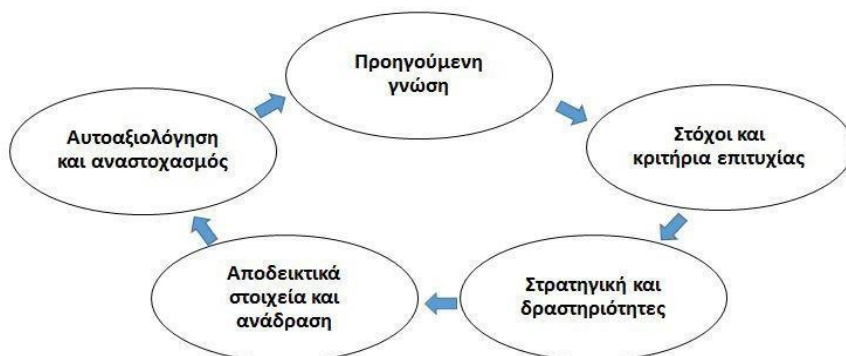 Προηγούμενη
γνώση
Στόχοι και
κριτήρια επιτυχίας
Στρατηγική και
δραστηριότητες
Αποδεικτικά
στοιχεία και
ανάδραση
Αυτοαξιολόγηση
και αναστοχασμός